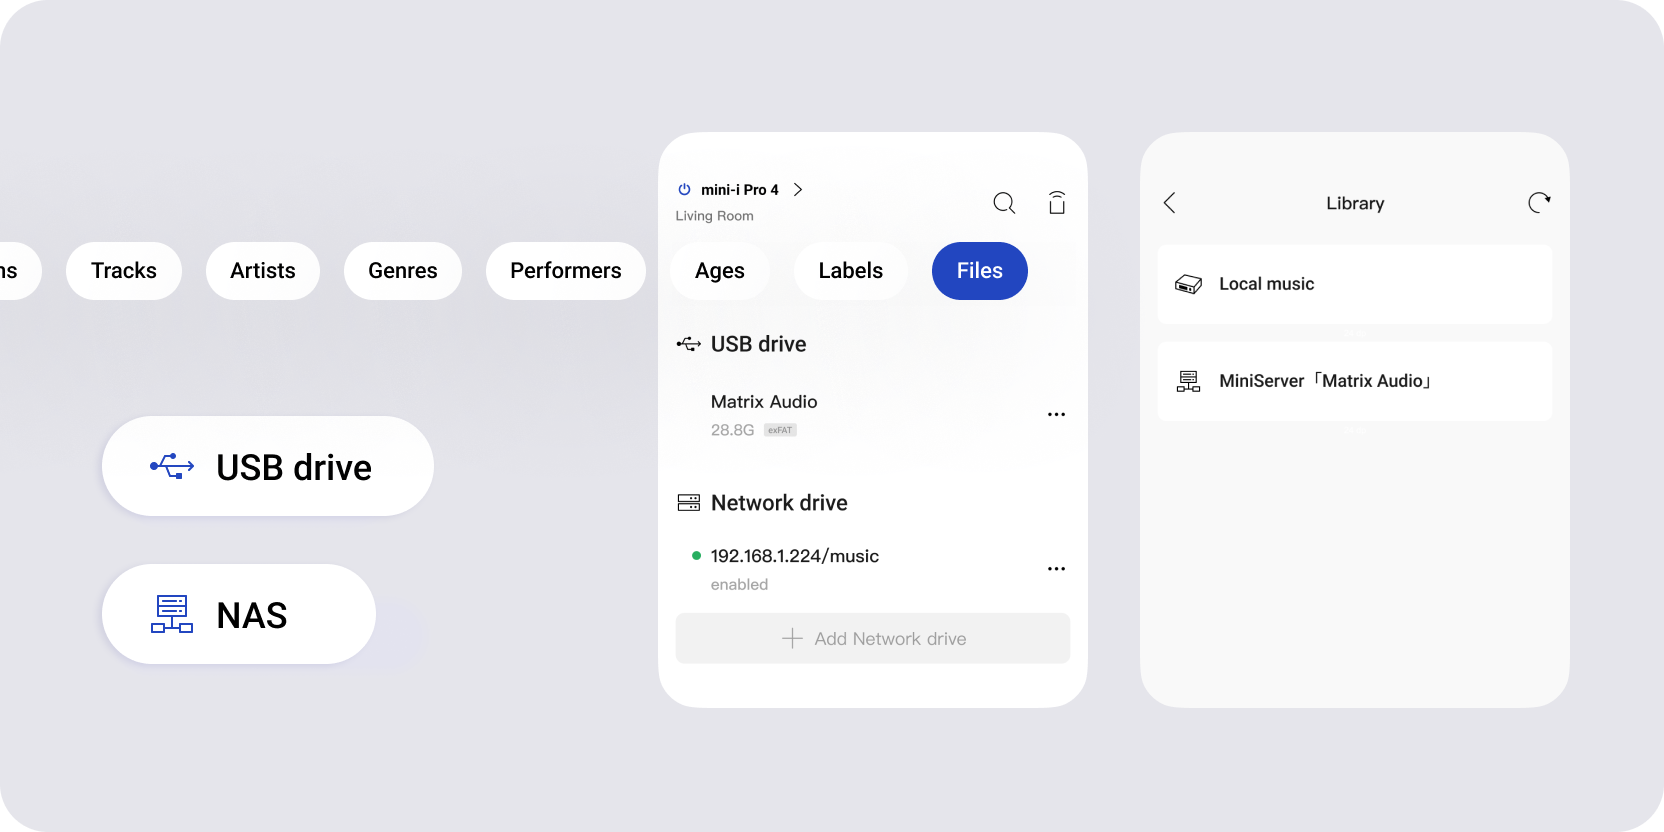 ns
Tracks
Artists
Genres
Performers
Ages
Labels
Files
USB drive
NAS
mini-i Pro 4
Living Room
USB drive
Matrix Audio
28.8G exFAT
Network drive
192.168.1.224/music
enabled
Add Network drive
Library
Local music
MiniServer「Matrix Audio」